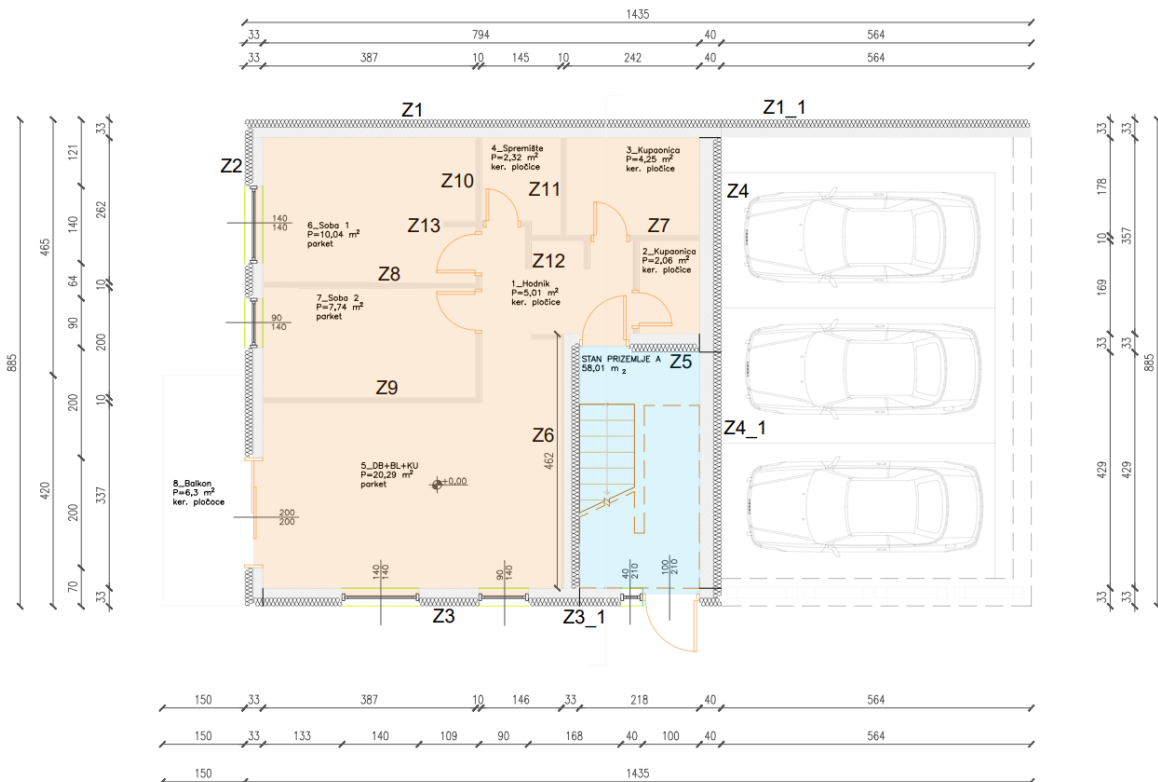 1435
33 794 40 564
33 387 10 145 10 242 40 564
Z1
Z1_1
885
465
420
121
140
64
90
200
200
70
33
262
10
200
10
337
33
Z2
Z10
4_Spremište
P=2,32 m²
ker. pločice
Z11
3_Kupaonica
P=4,25 m²
ker. pločice
Z4
Z13
Z7
140
140
6_Soba 1
P=10,04 m²
parket
Z12
2_Kupaonica
P=2,06 m²
ker. pločice
Z8
1_Hodnik
P=5,01 m²
ker. pločice
7_Soba 2
P=7,74 m²
parket
90
140
STAN PRIZEMLJE A
58,01 m 2
Z5
Z9
Z6
462
Z4_1
5_DB+BL+KU
P=20,29 m²
parket
+0.00
8_Balkon
P=6,3 m²
ker. pločoce
200
200
140
140
90
140
40
210
100
210
Z3
Z3_1
33
178
10
169
33
429
33
33
357
33
429
33
885
150 33 387 10 146 33 218 40 564
150 33 133 140 109 90 168 40 100 40 564
150 1435